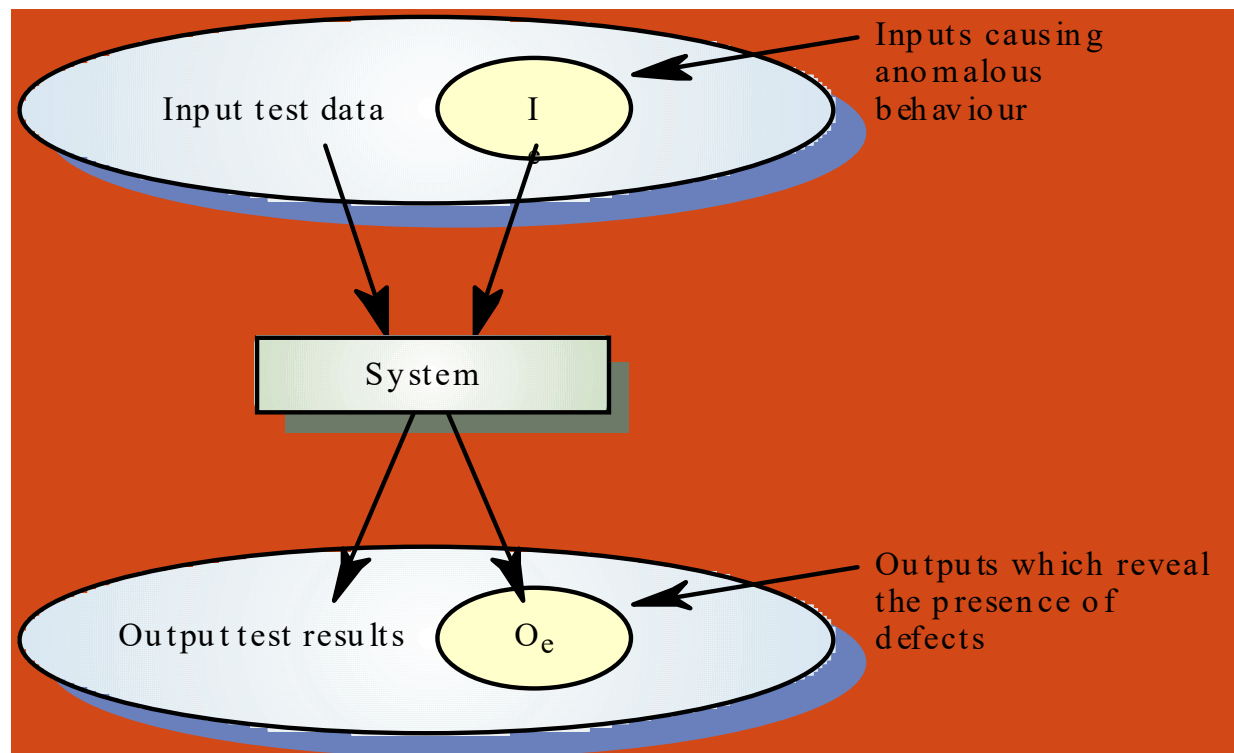 Inputs causing
anomalous
behaviour
Input test data
I
e
System
Outputs which reveal
the presence of
defects
Output test results
Oe